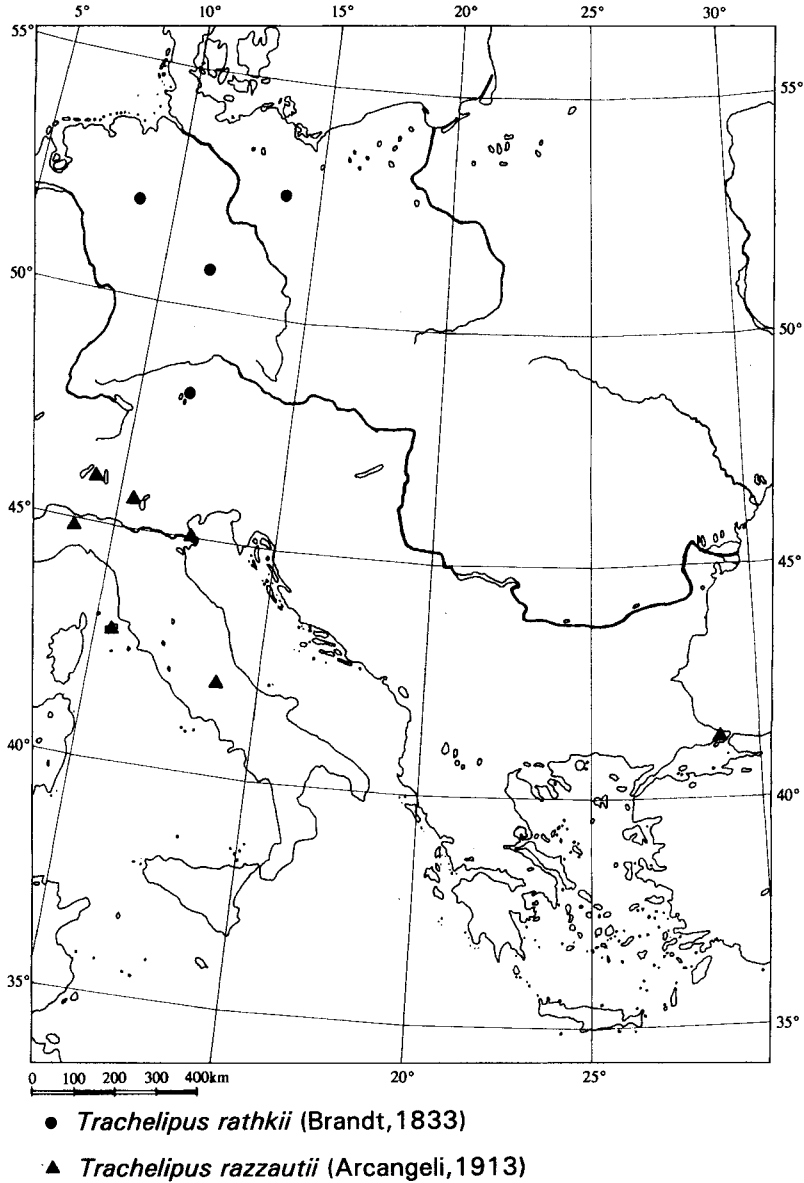 5° 10° 5° 20° 25° 30°
55°
55°
50°
50°
45°
45°
40°
40°
35°
35°
20° 25°
0 100 200 300 400km
● Trachelipus rathkii (Brandt,1833)
▲ Trachelipus razzautii (Arcangeli,1913)